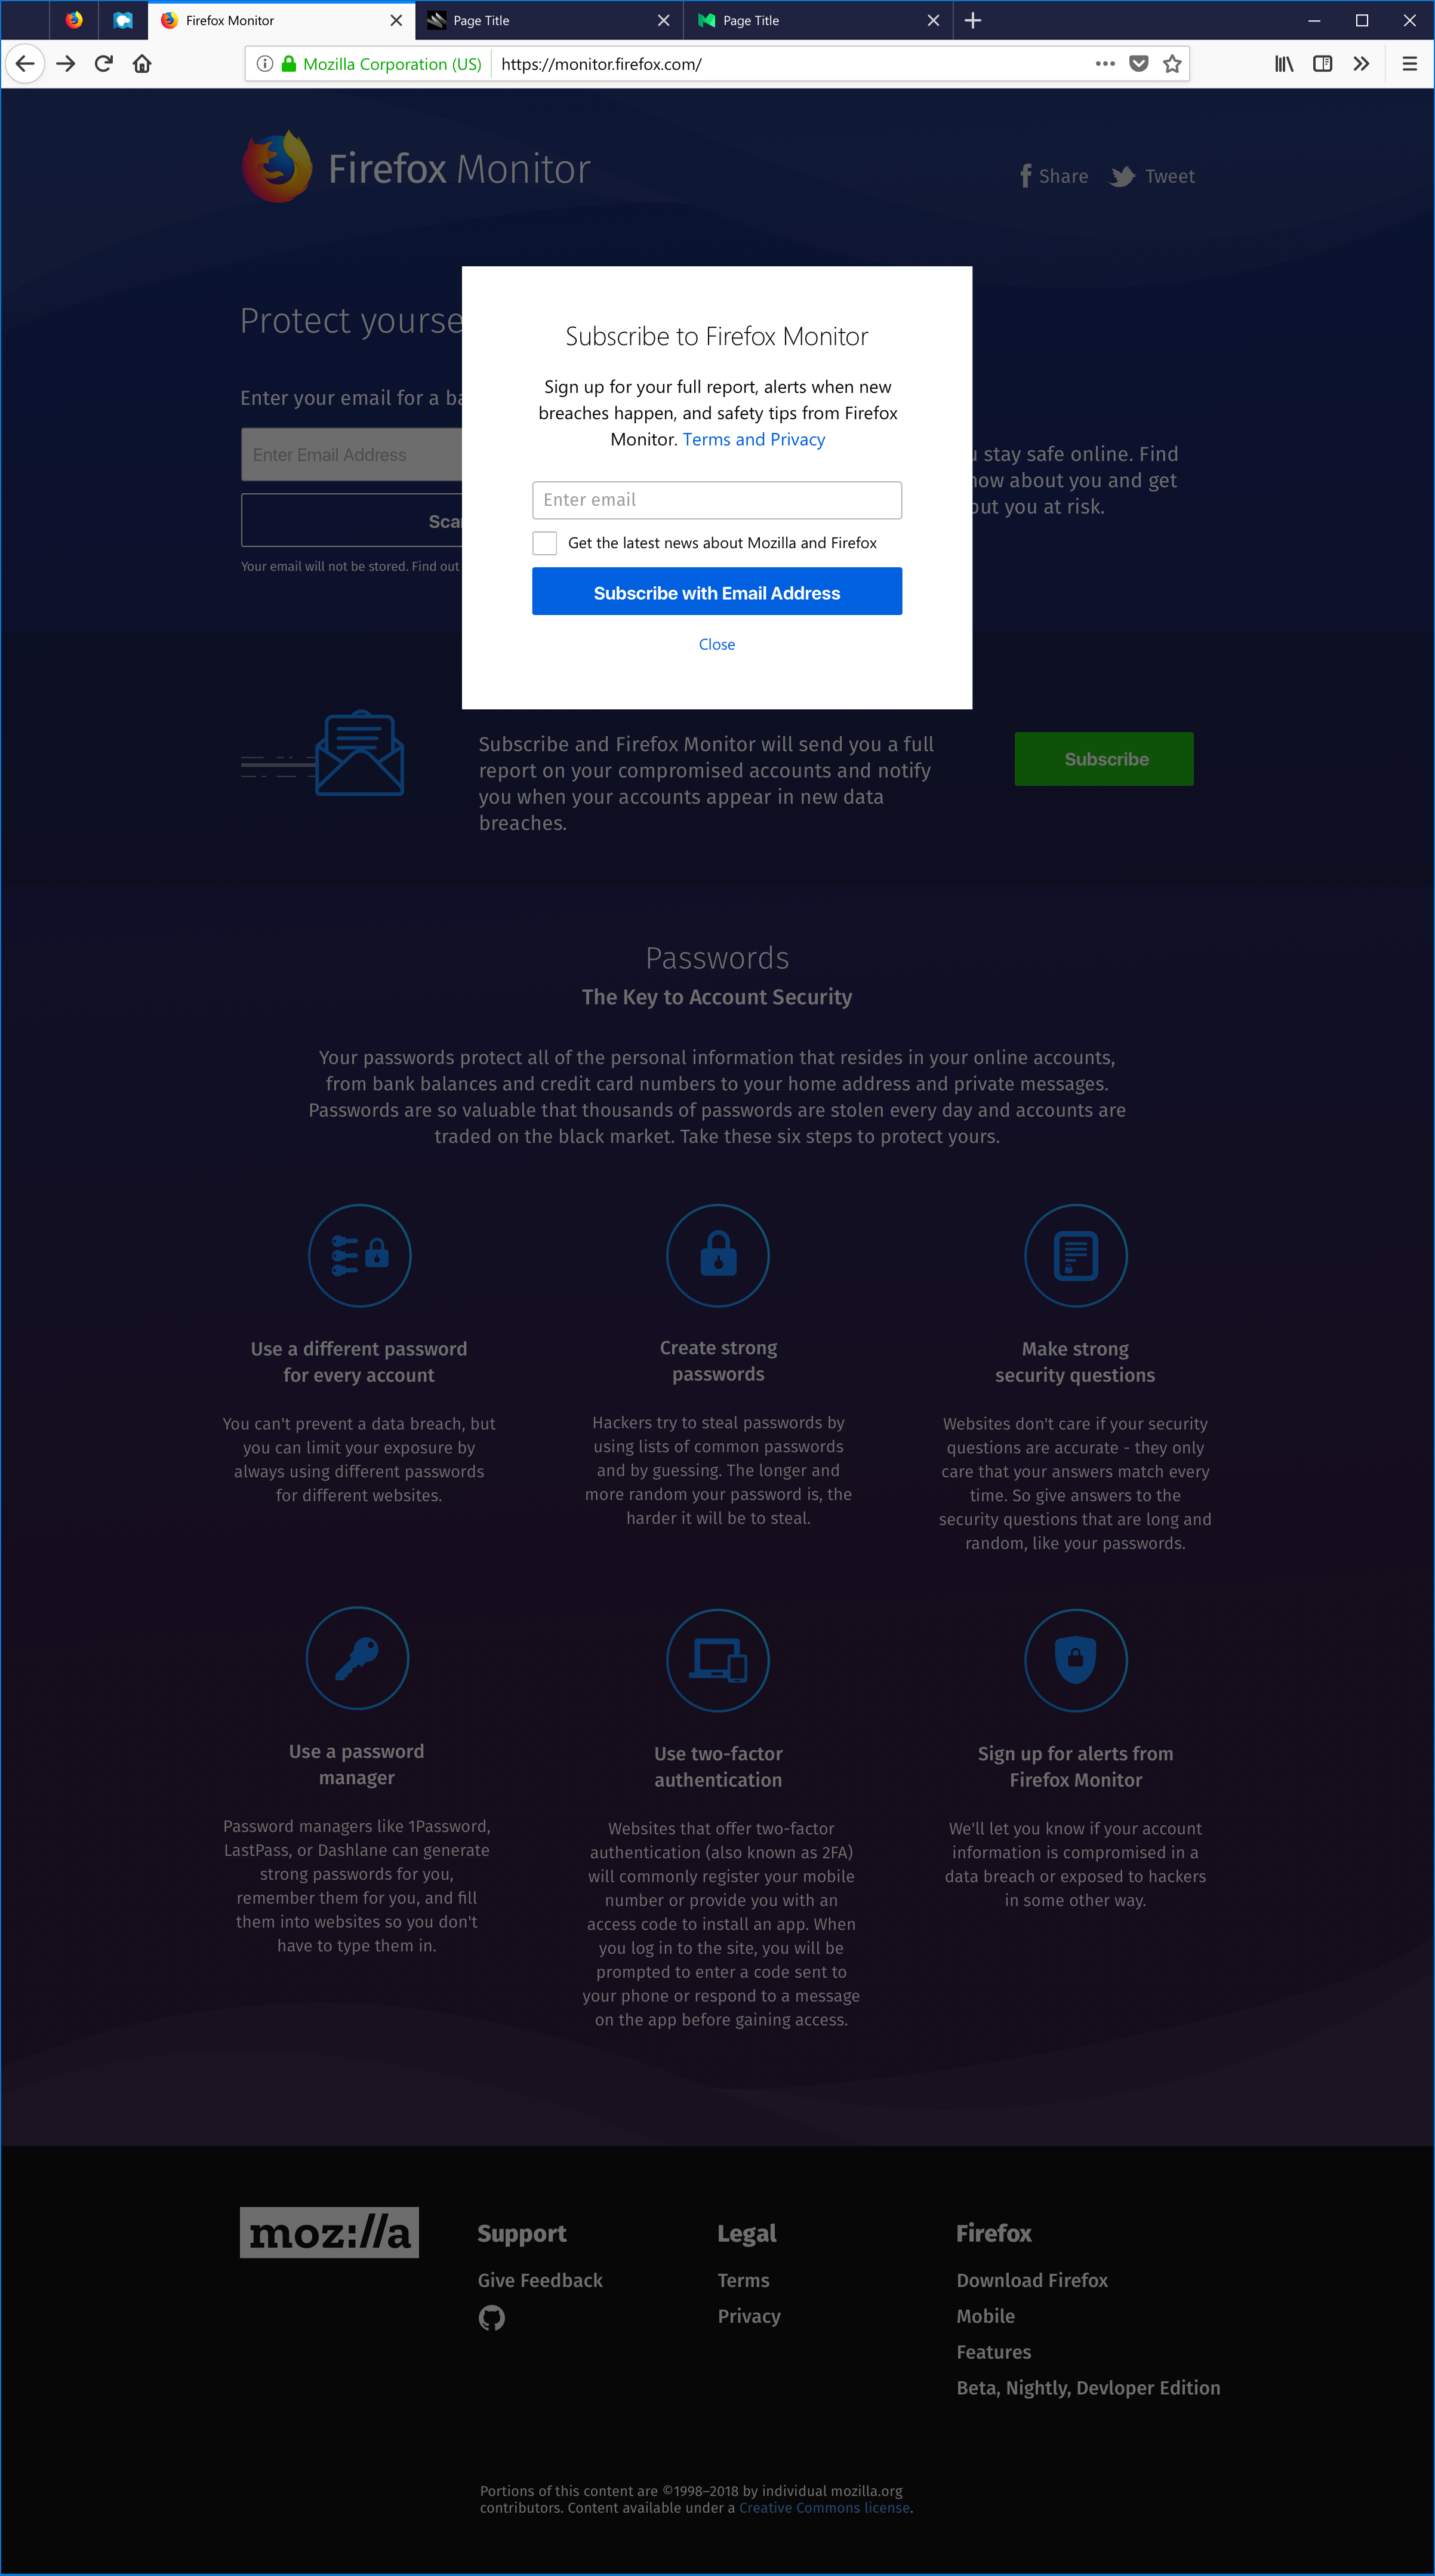 Firefox Monitor
Page Title
Page Title
Mozilla Corporation (US)
https://monitor.firefox.com/
Firefox Monitor
Share
Tweet
Protect yourse
Enter your email for a ba
Enter Email Address
Scan
Your email will not be stored. Find out
stay safe online. Find
now about you and get
put you at risk.
Subscribe to Firefox Monitor
Sign up for your full report, alerts when new
breaches happen, and safety tips from Firefox
Monitor. Terms and Privacy
Enter email
Get the latest news about Mozilla and Firefox
Subscribe with Email Address
Close
Subscribe and Firefox Monitor will send you a full
report on your compromised accounts and notify
you when your accounts appear in new data
breaches.
Subscribe
Passwords
The Key to Account Security
Your passwords protect all of the personal information that resides in your online accounts,
from bank balances and credit card numbers to your home address and private messages.
Passwords are so valuable that thousands of passwords are stolen every day and accounts are
traded on the black market. Take these six steps to protect yours.
Use a different password
for every account
You can't prevent a data breach, but
you can limit your exposure by
always using different passwords
for different websites.
Create strong
passwords
Hackers try to steal passwords by
using lists of common passwords
and by guessing. The longer and
more random your password is, the
harder it will be to steal.
Make strong
security questions
Websites don't care if your security
questions are accurate - they only
care that your answers match every
time. So give answers to the
security questions that are long and
random, like your passwords.
Use a password
manager
Password managers like 1Password,
LastPass, or Dashlane can generate
strong passwords for you,
remember them for you, and fill
them into websites so you don't
have to type them in.
Use two-factor
authentication
Websites that offer two-factor
authentication (also known as 2FA)
will commonly register your mobile
number or provide you with an
access code to install an app. When
you log in to the site, you will be
prompted to enter a code sent to
your phone or respond to a message
on the app before gaining access.
Sign up for alerts from
Firefox Monitor
We'll let you know if your account
information is compromised in a
data breach or exposed to hackers
in some other way.
moz://a
Support
Give Feedback
Legal
Terms
Privacy
Firefox
Download Firefox
Mobile
Features
Beta, Nightly, Devloper Edition
Portions of this content are ©1998–2018 by individual mozilla.org
contributors. Content available under a Creative Commons license.